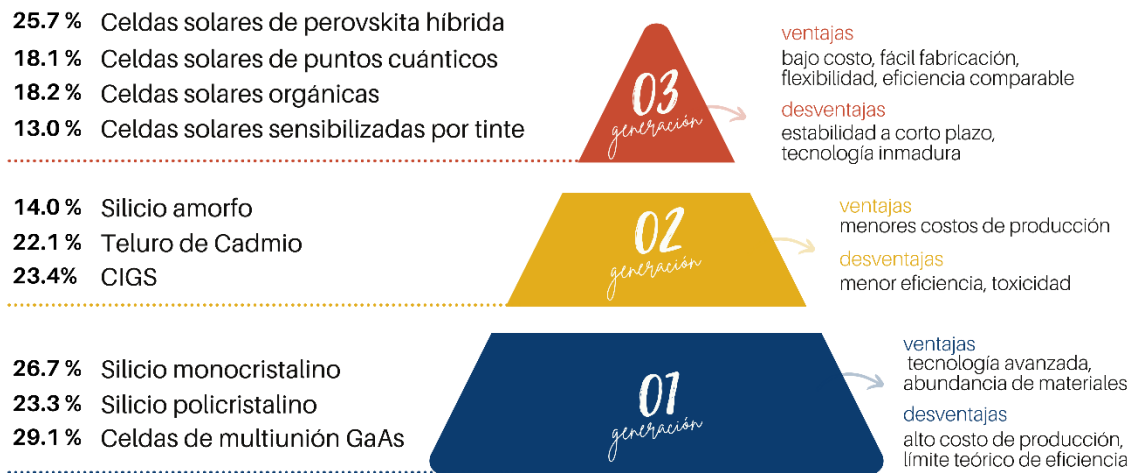 25.7 % Celdas solares de perovskita híbrida
18.1 % Celdas solares de puntos cuánticos
18.2 % Celdas solares orgánicas
13.0 % Celdas solares sensibilizadas por tinte
03
generación
ventajas
bajo costo, fácil fabricación,
flexibilidad, eficiencia comparable
desventajas
estabilidad a corto plazo,
tecnología inmadura
14.0 % Silicio amorfo
22.1 % Teluro de Cadmio
23.4% CIGS
02
generación
ventajas
menores costos de producción
desventajas
menor eficiencia, toxicidad
26.7 % Silicio monocristalino
23.3 % Silicio policristalino
29.1 % Celdas de multiunión GaAs
01
generación
ventajas
tecnología avanzada,
abundancia de materiales
desventajas
alto costo de producción,
límite teórico de eficiencia